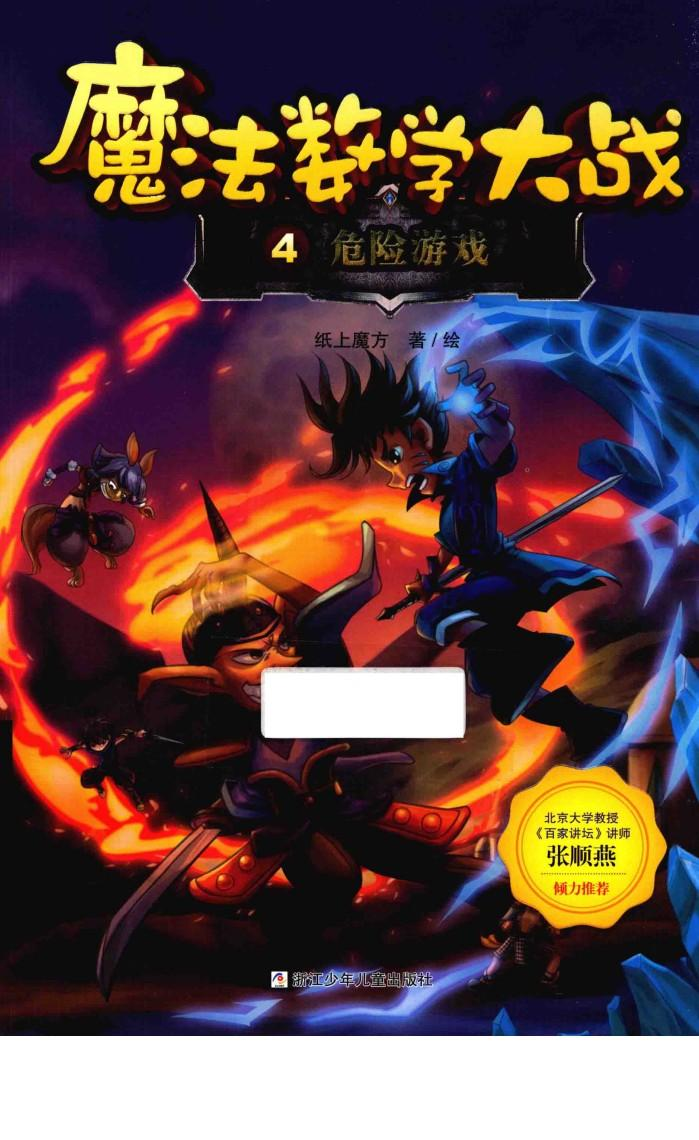 魔法数学大战
4 危险游戏
纸上魔方 著/绘
北京大学教授
《百家讲坛》讲师
张顺燕
倾力推荐
浙江少年儿童出版社